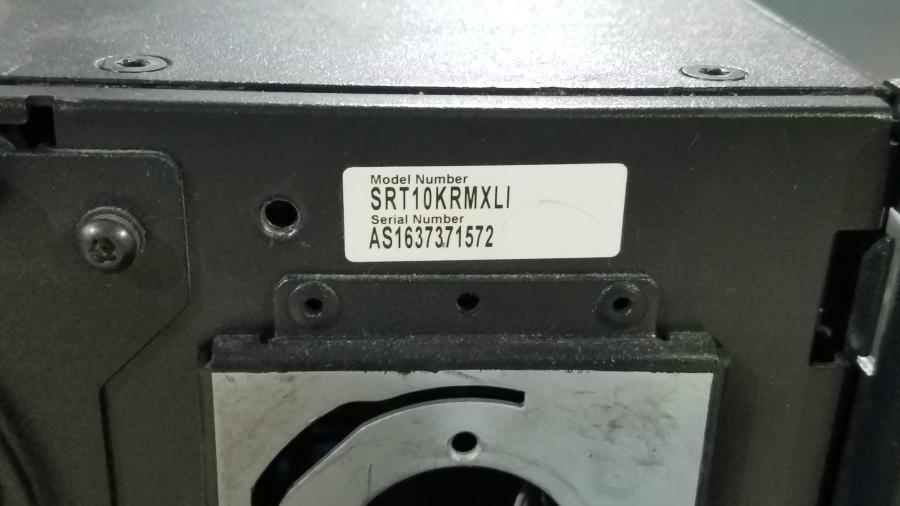 Model Number
SRT10KRMXLI
Serial Number
AS1637371572